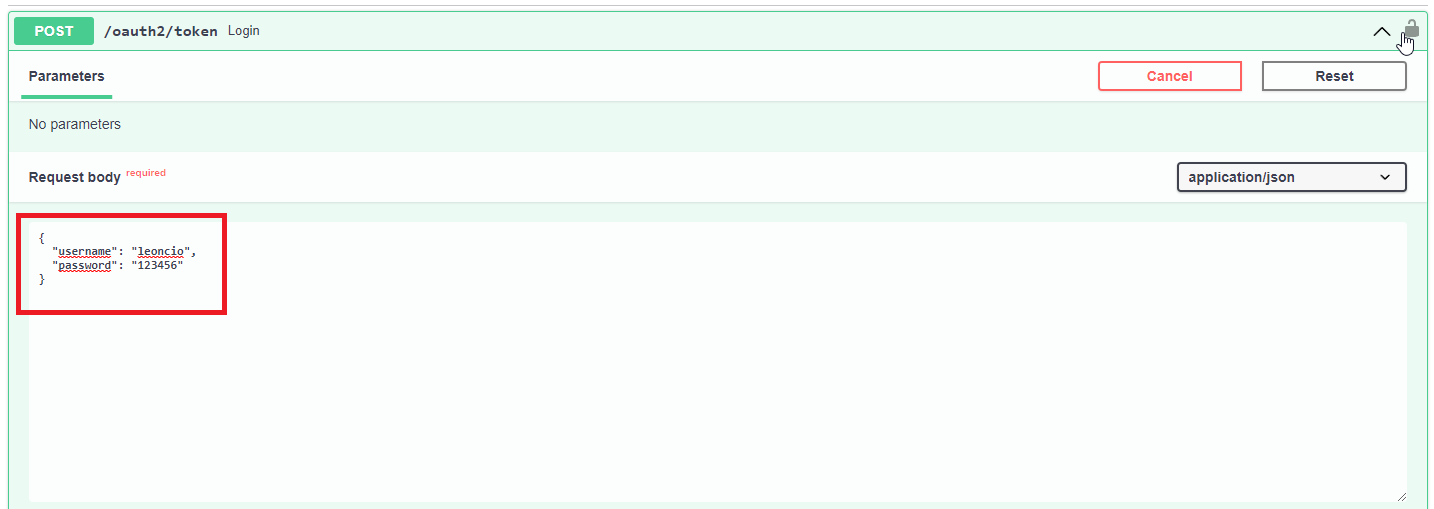 POST /oauth2/token Login
Parameters Cancel Reset
No parameters
Request body required application/json
{
"username": "leoncio",
"password": "123456"
}